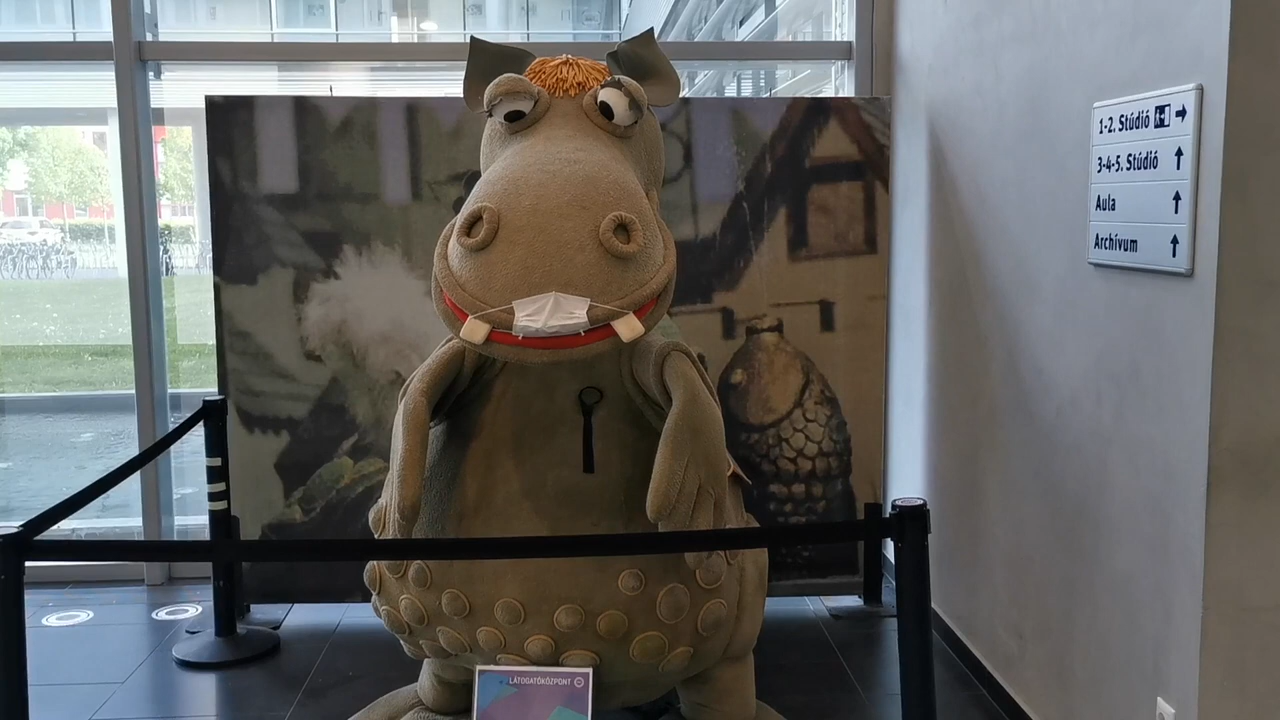 1-2. Stúdió
3-4-5. Stúdió
Aula
Archívum
LÁTOGATÓKÖZPONT